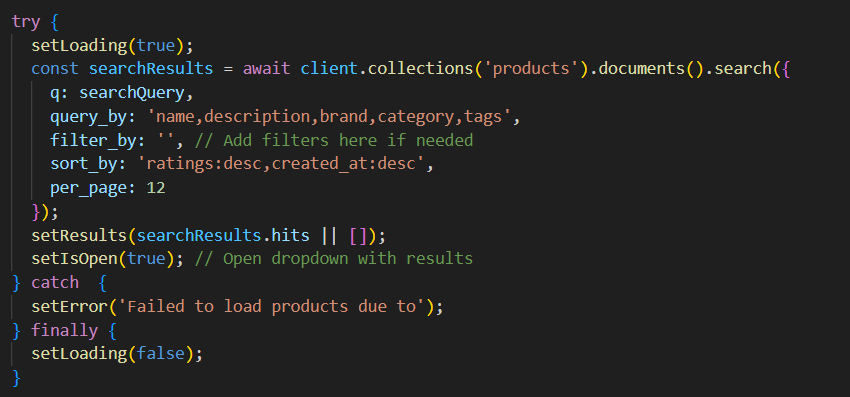 try {
  setLoading(true);
  const searchResults = await client.collections('products').documents().search({
    q: searchQuery,
    query_by: 'name,description,brand,category,tags',
    filter_by: '', // Add filters here if needed
    sort_by: 'ratings:desc,created_at:desc',
    per_page: 12
  });
  setResults(searchResults.hits || []);
  setIsOpen(true); // Open dropdown with results
} catch  {
  setError('Failed to load products due to');
} finally {
  setLoading(false);
}